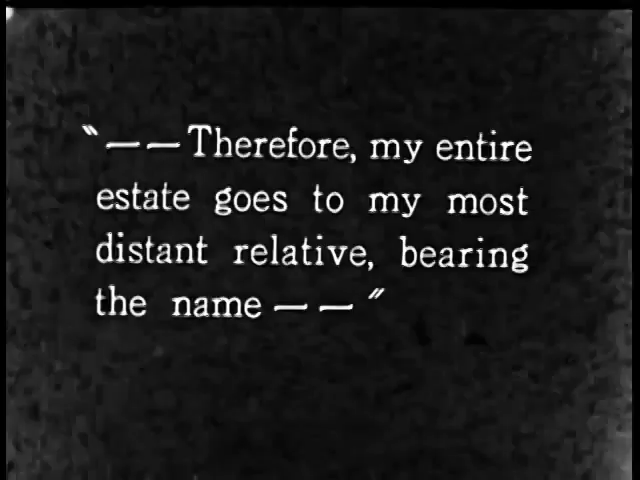 “— — Therefore, my entire
estate goes to my most
distant relative, bearing
the name — — ”